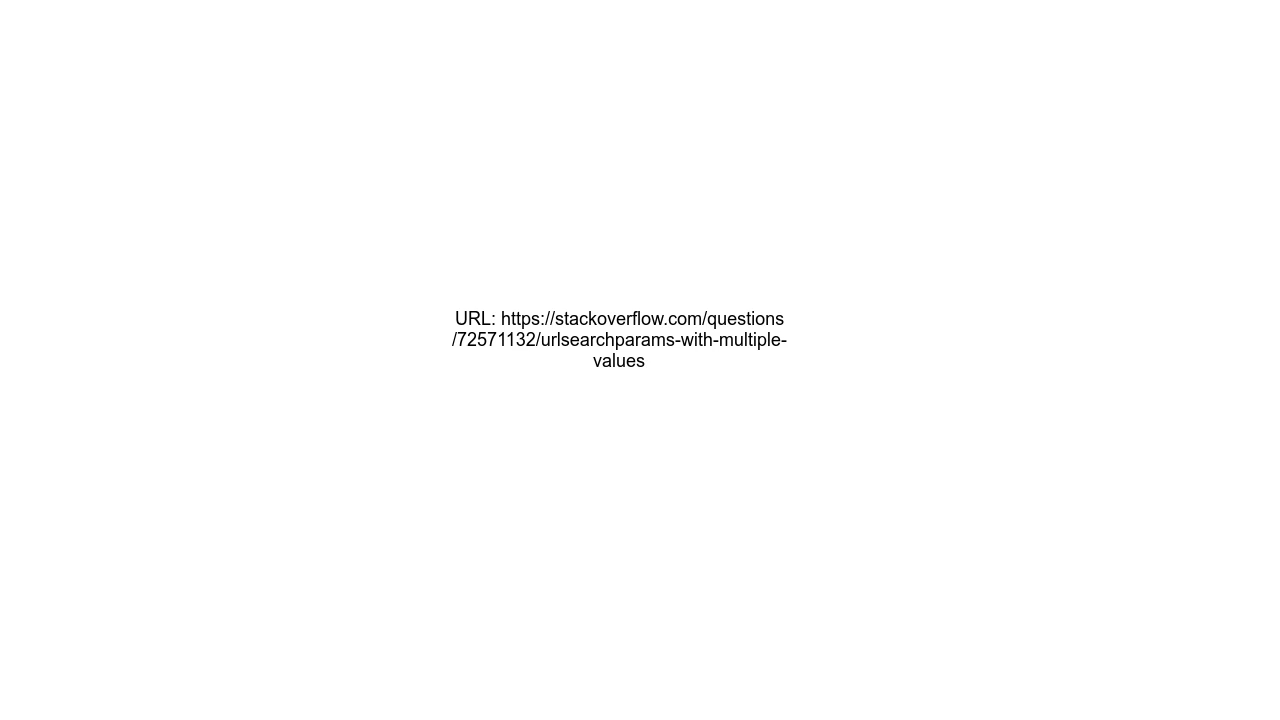 URL: https://stackoverflow.com/questions
/72571132/urlsearchparams-with-multiple-
values